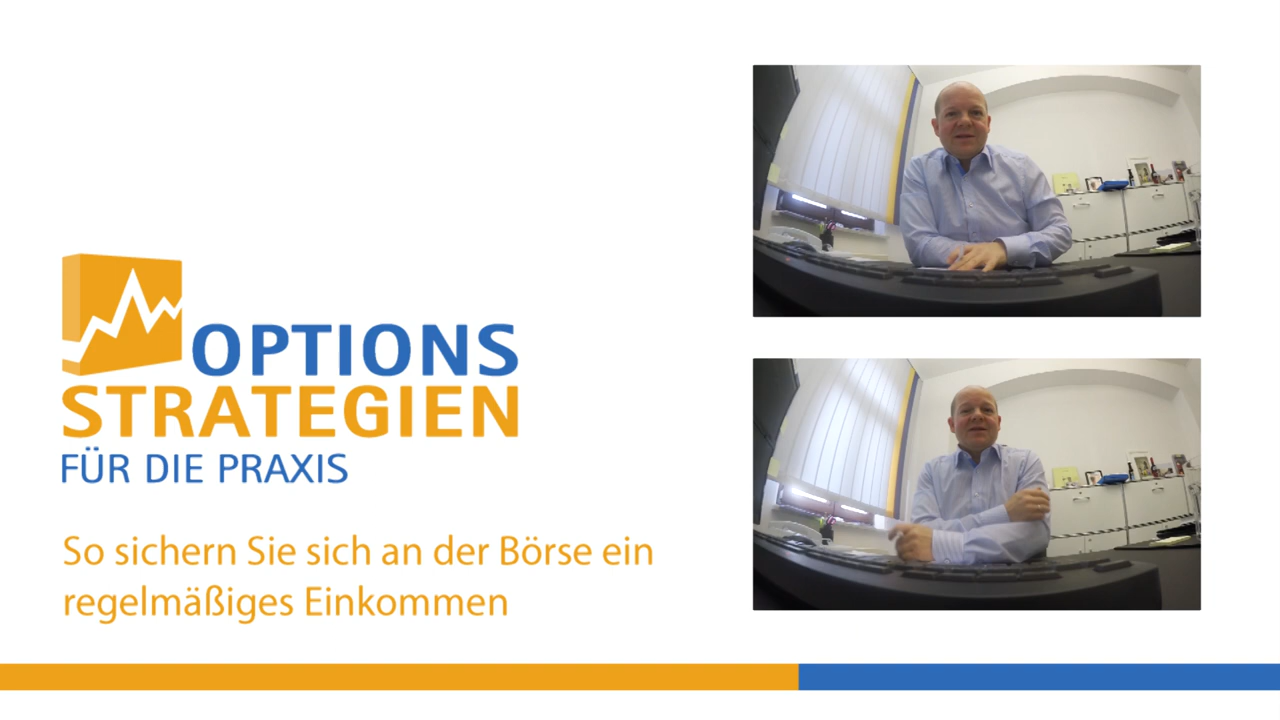 OPTIONS
STRATEGIEN
FÜR DIE PRAXIS
So sichern Sie sich an der Börse ein
regelmäßiges Einkommen